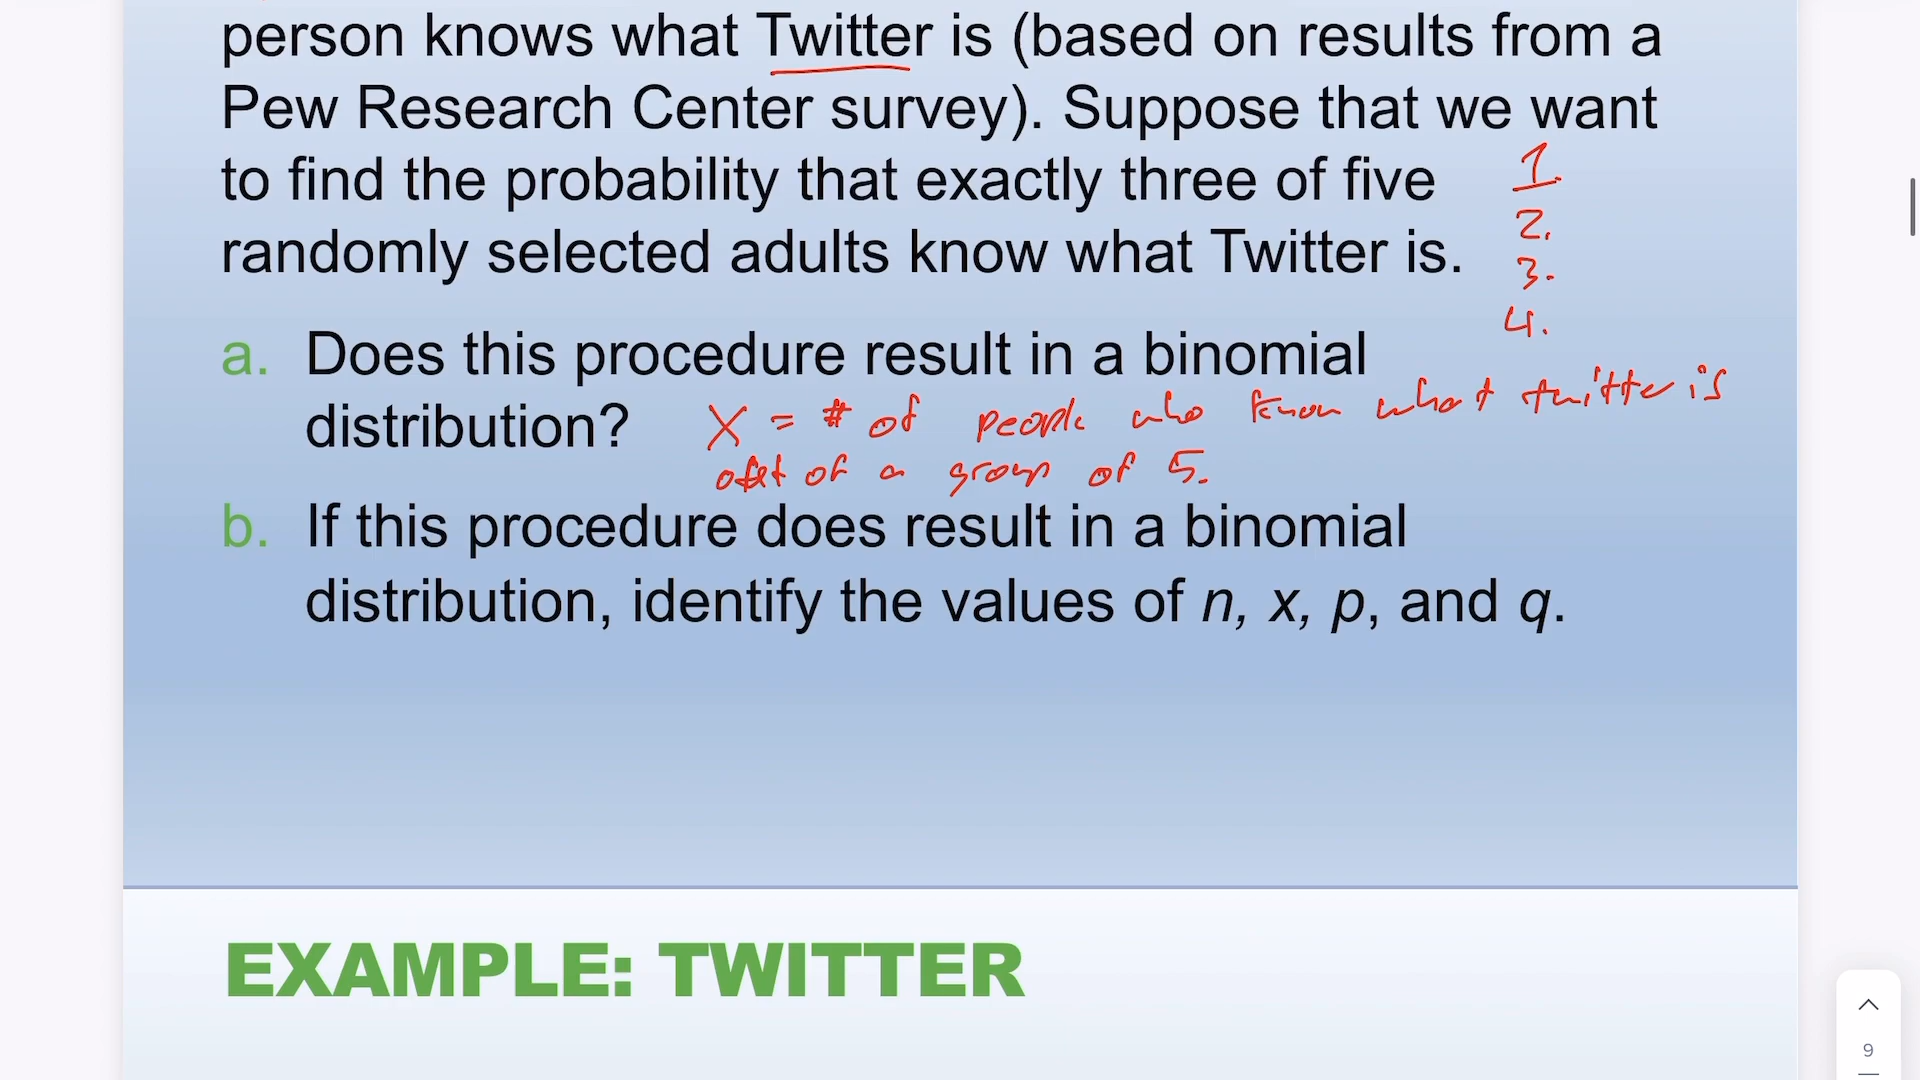 person knows what Twitter is (based on results from a
Pew Research Center survey). Suppose that we want
to find the probability that exactly three of five
randomly selected adults know what Twitter is.
1.
2.
3.
4.
a. Does this procedure result in a binomial
distribution?
X = # of people who know what twitter is
out of a group of 5.
b. If this procedure does result in a binomial
distribution, identify the values of n, x, p, and q.
EXAMPLE: TWITTER
9